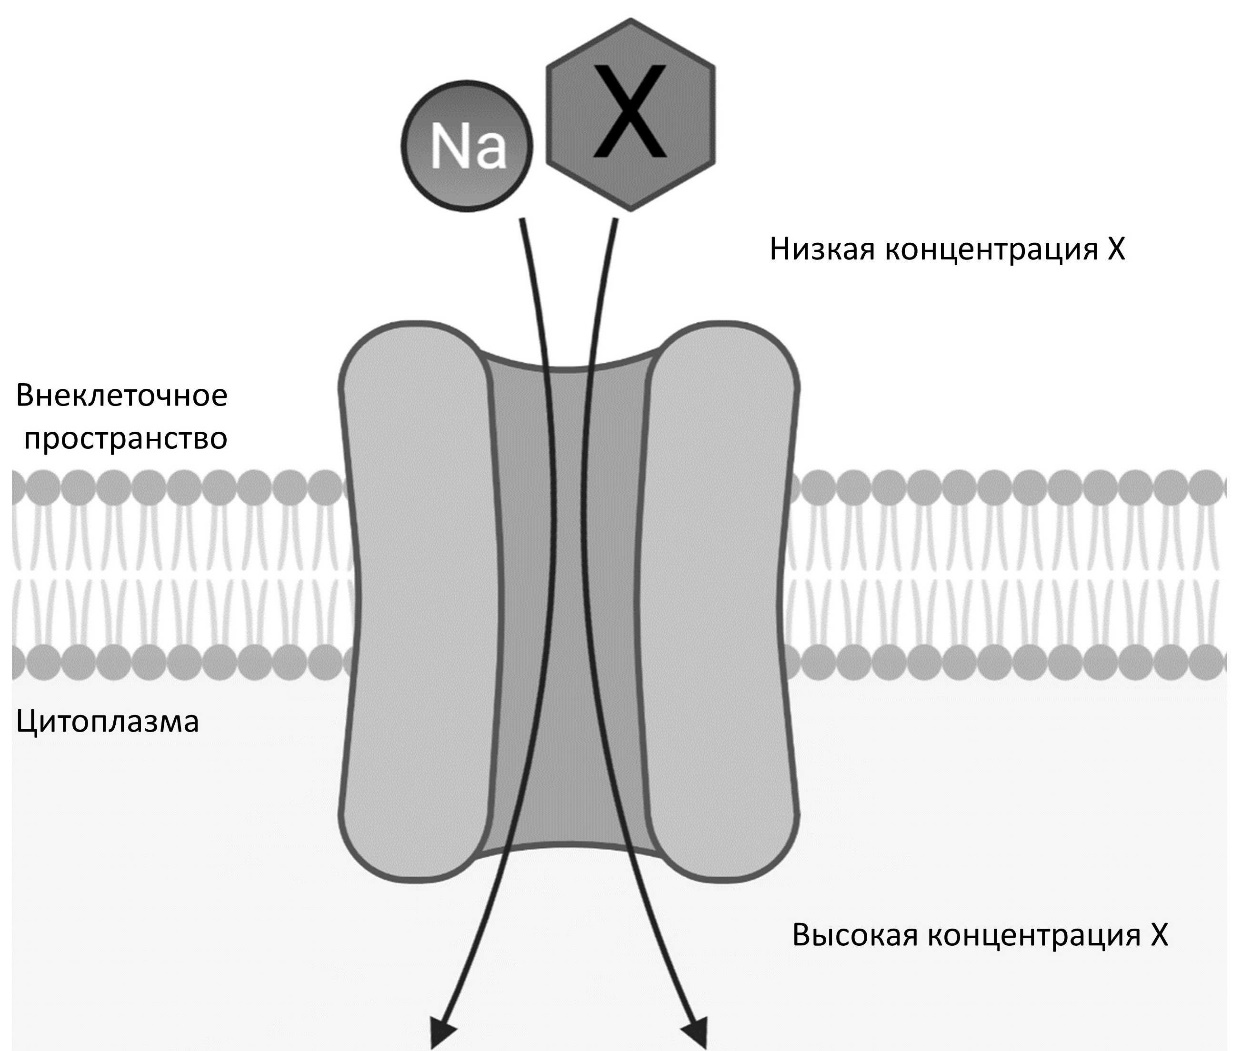 Na
X
Низкая концентрация X
Внеклеточное
пространство
Цитоплазма
Высокая концентрация X